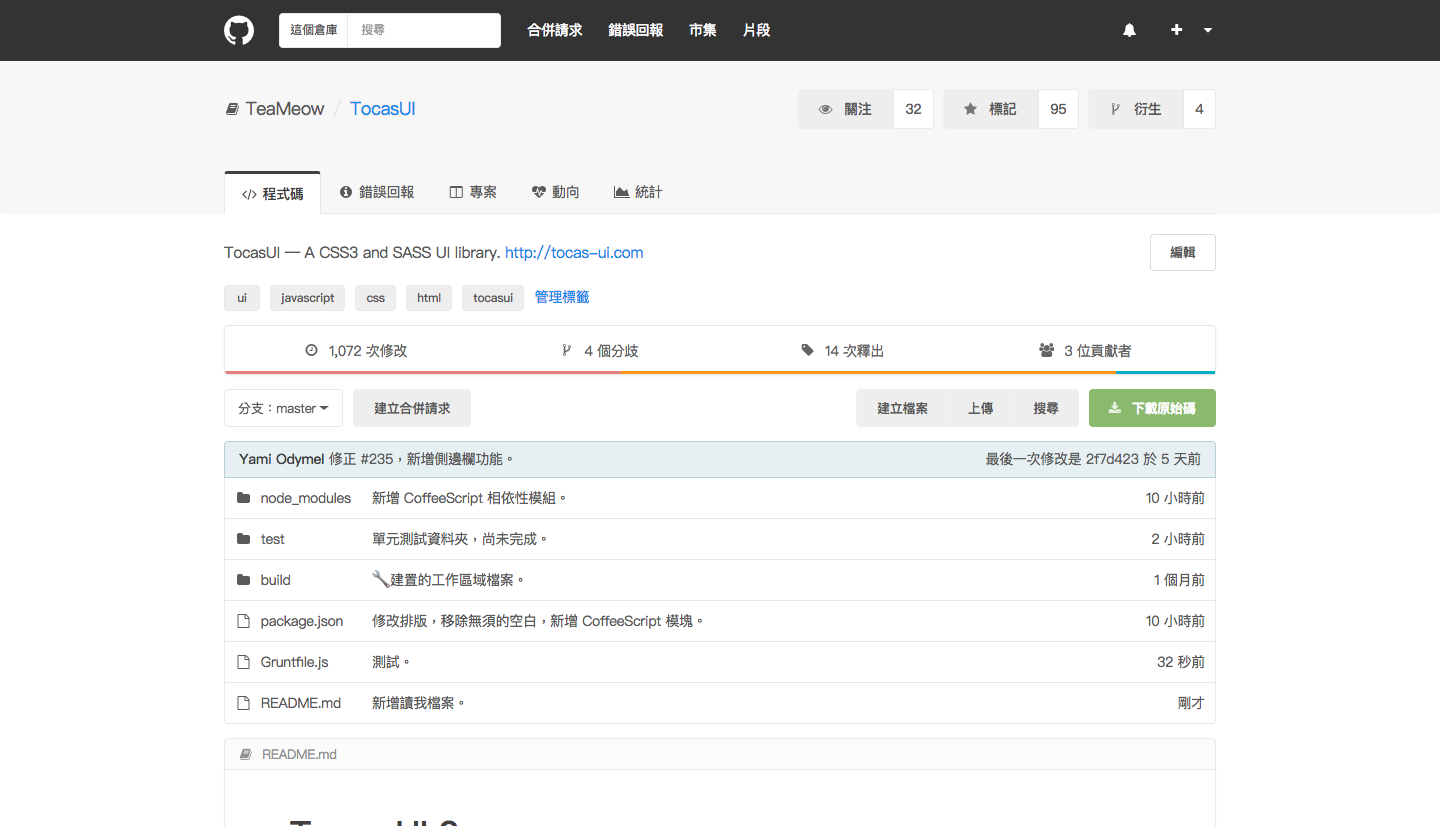 這個倉庫 搜尋 合併請求 錯誤回報 市集 片段
TeaMeow / TocasUI 關注 32 標記 95 衍生 4
程式碼 錯誤回報 專案 動向 統計
TocasUI — A CSS3 and SASS UI library. http://tocas-ui.com 編輯
ui javascript css html tocasui 管理標籤
1,072 次修改 4 個分歧 14 次釋出 3 位貢獻者
分支：master 建立合併請求 建立檔案 上傳 搜尋 下載原始碼
Yami Odymel 修正 #235，新增側邊欄功能。 最後一次修改是 2f7d423 於 5 天前
node_modules 新增 CoffeeScript 相依性模組。 10 小時前
test 單元測試資料夾，尚未完成。 2 小時前
build 🔧建置的工作區域檔案。 1 個月前
package.json 修改排版，移除無須的空白，新增 CoffeeScript 模塊。 10 小時前
Gruntfile.js 測試。 32 秒前
README.md 新增讀我檔案。 剛才
README.md